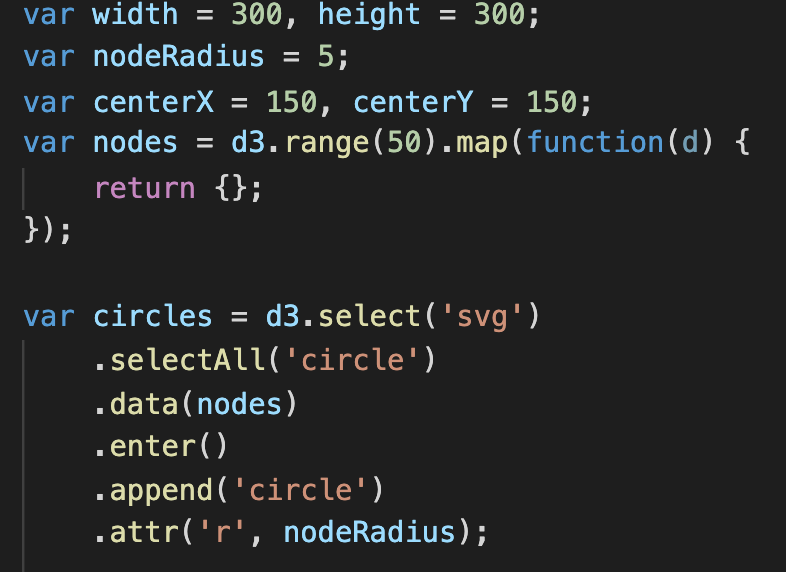 var width = 300, height = 300;
var nodeRadius = 5;
var centerX = 150, centerY = 150;
var nodes = d3.range(50).map(function(d) {
    return {};
});

var circles = d3.select('svg')
    .selectAll('circle')
    .data(nodes)
    .enter()
    .append('circle')
    .attr('r', nodeRadius);